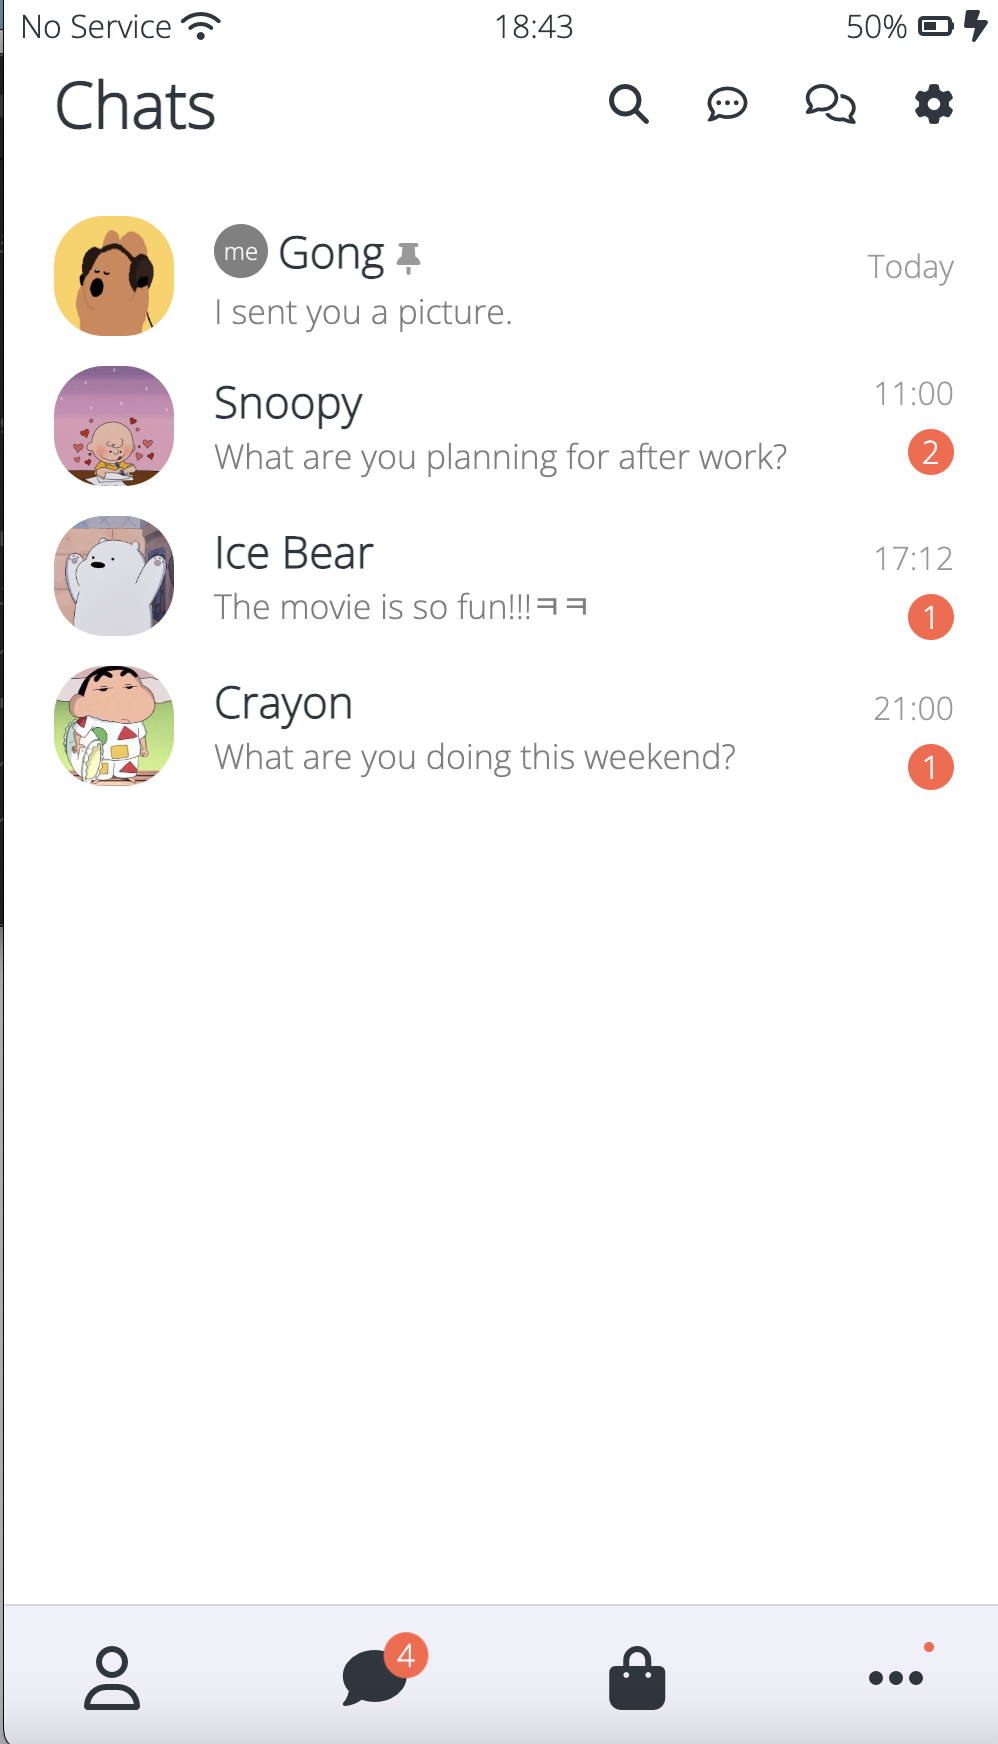 No Service 18:43 50%
Chats
me Gong
Today
I sent you a picture.
Snoopy
11:00
What are you planning for after work?
2
Ice Bear
17:12
The movie is so fun!!!ㅋㅋ
1
Crayon
21:00
What are you doing this weekend?
1
4